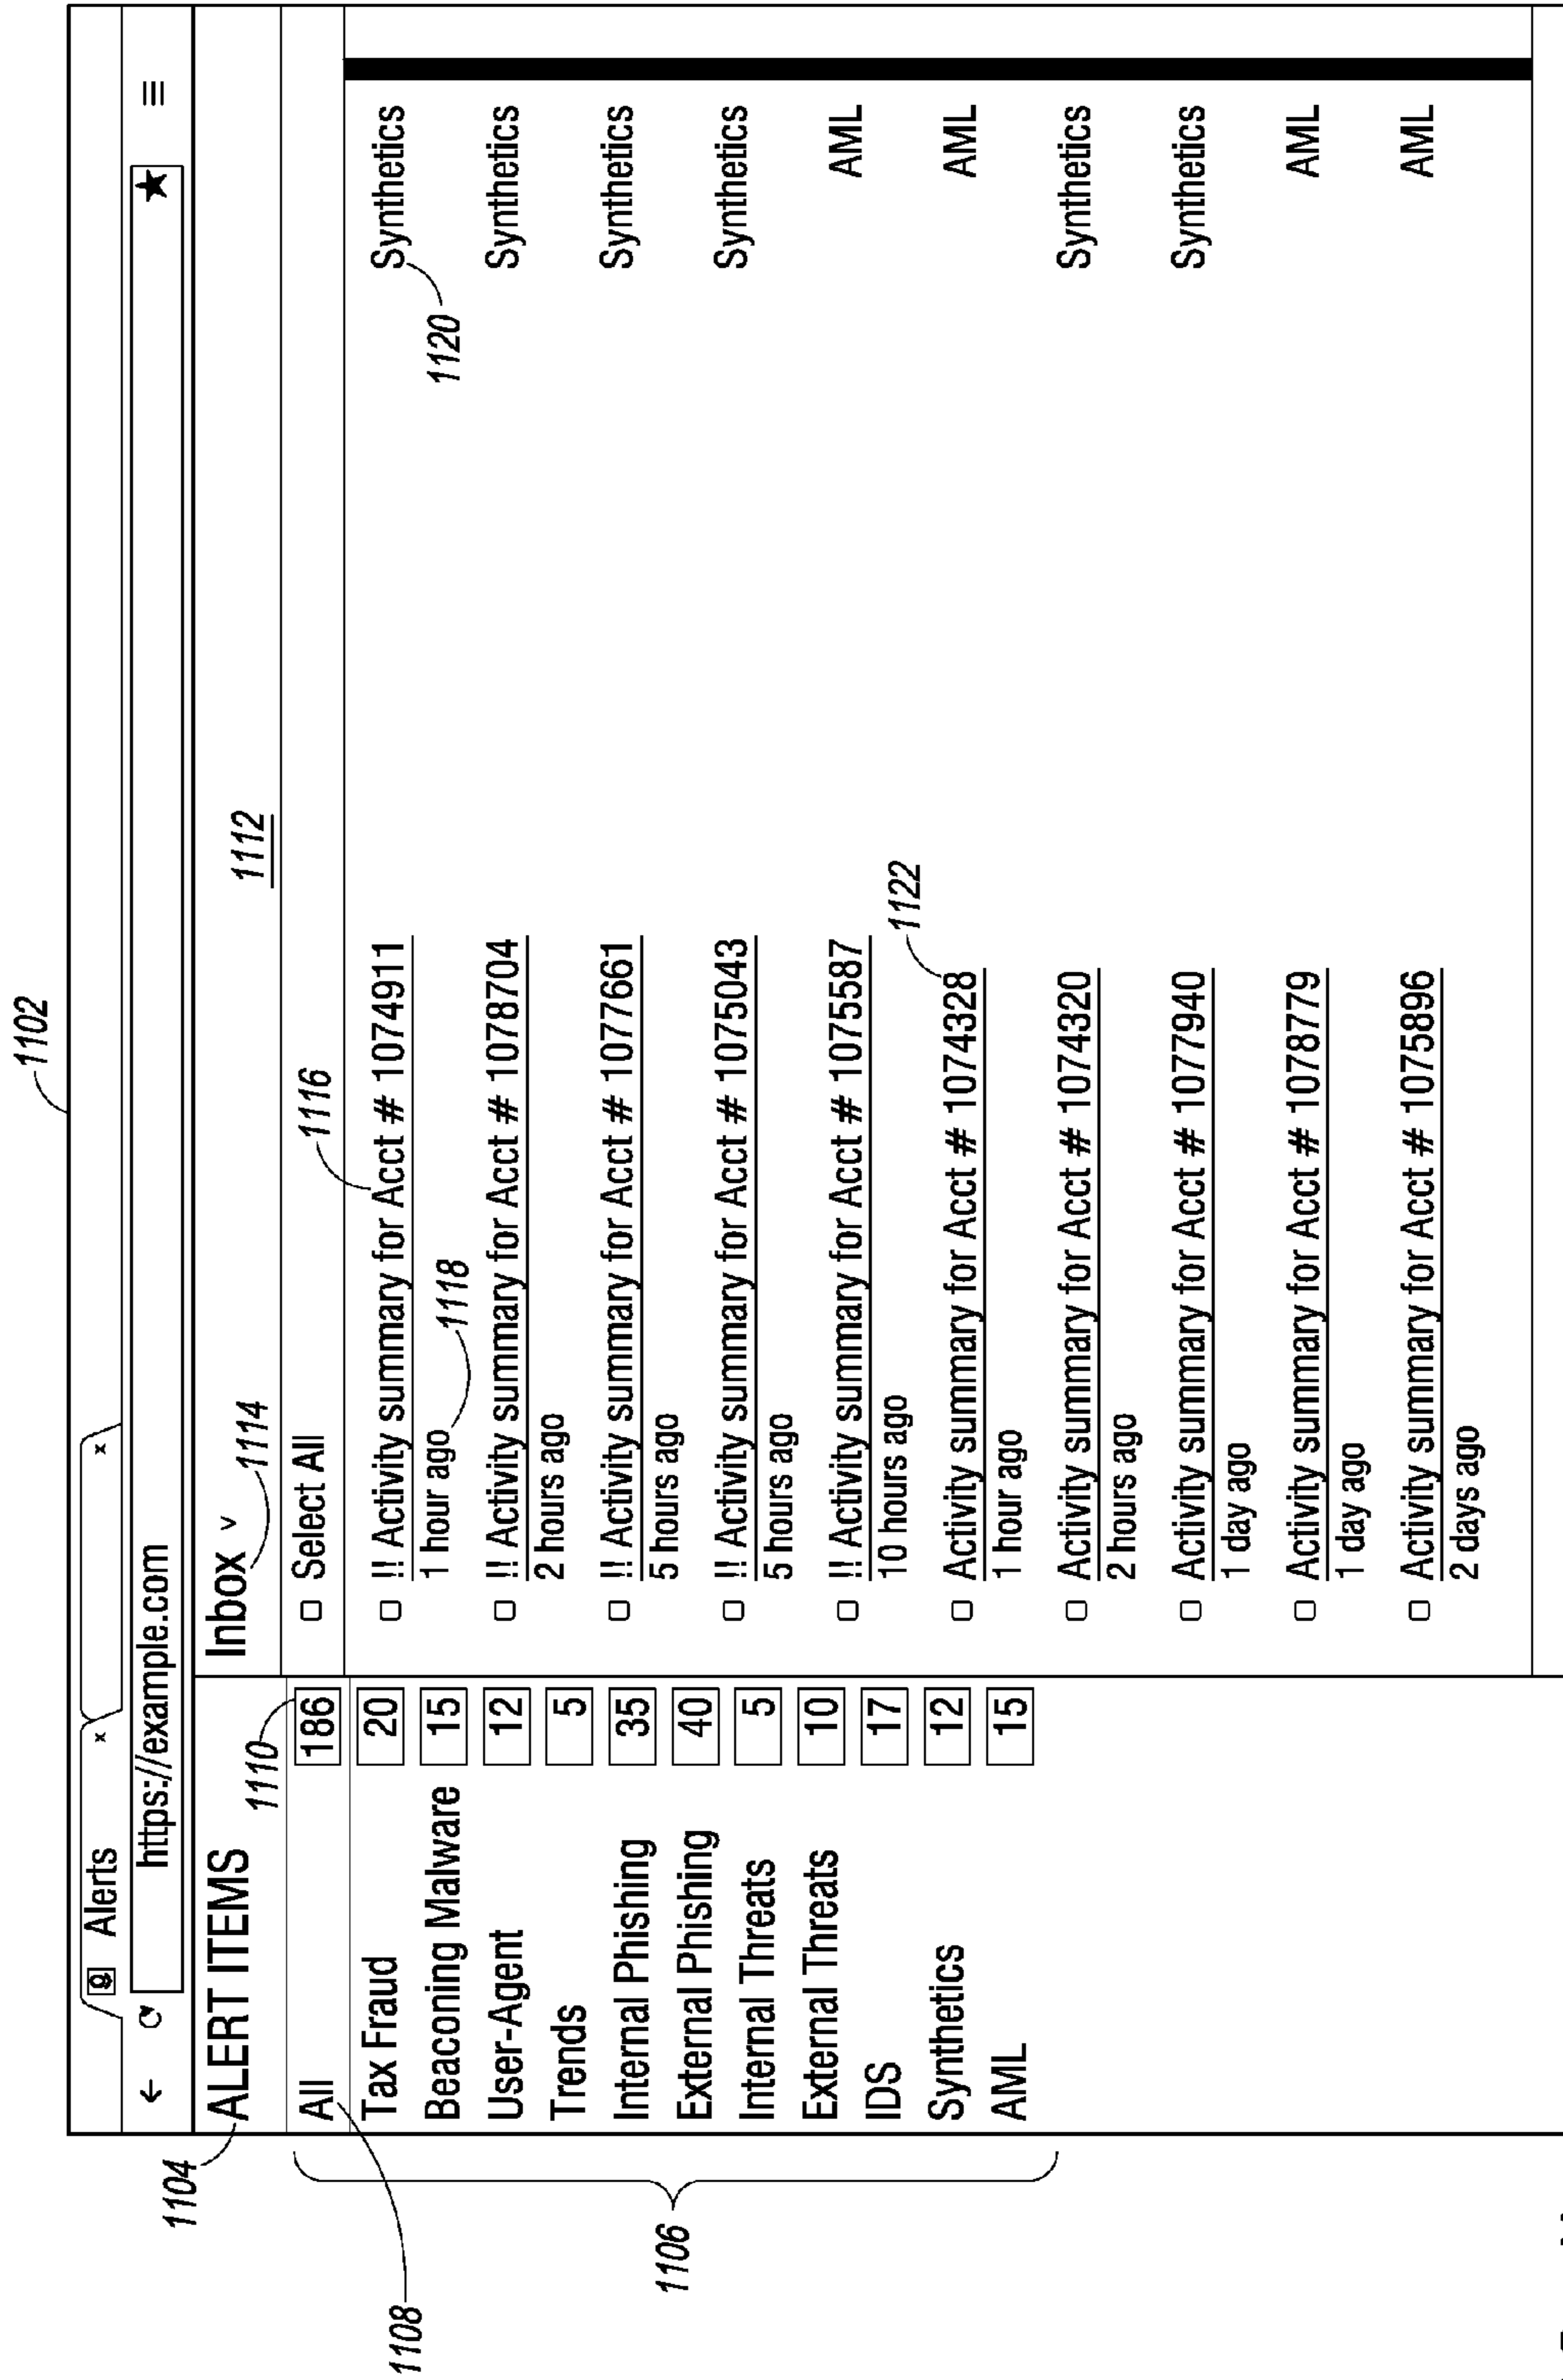 1102
Alerts x x
https://example.com
1104
ALERT ITEMS
1110
Inbox v
1114
1112
1108
All 186
Select All
1116
1106
Tax Fraud 20
Beaconing Malware 15
User-Agent 12
Trends 5
Internal Phishing 35
External Phishing 40
Internal Threats 5
External Threats 10
IDS 17
Synthetics 12
AML 15
!!! Activity summary for Acct # 1074911 Synthetics
1 hour ago
1118
1120
!!! Activity summary for Acct # 1078704 Synthetics
2 hours ago
!!! Activity summary for Acct # 1077661 Synthetics
5 hours ago
!!! Activity summary for Acct # 1075043 Synthetics
5 hours ago
!!! Activity summary for Acct # 1075587 AML
10 hours ago
1122
Activity summary for Acct # 1074328 AML
1 hour ago
Activity summary for Acct # 1074320 Synthetics
2 hours ago
Activity summary for Acct # 1077940 Synthetics
1 day ago
Activity summary for Acct # 1078779 AML
1 day ago
Activity summary for Acct # 1075896 AML
2 days ago